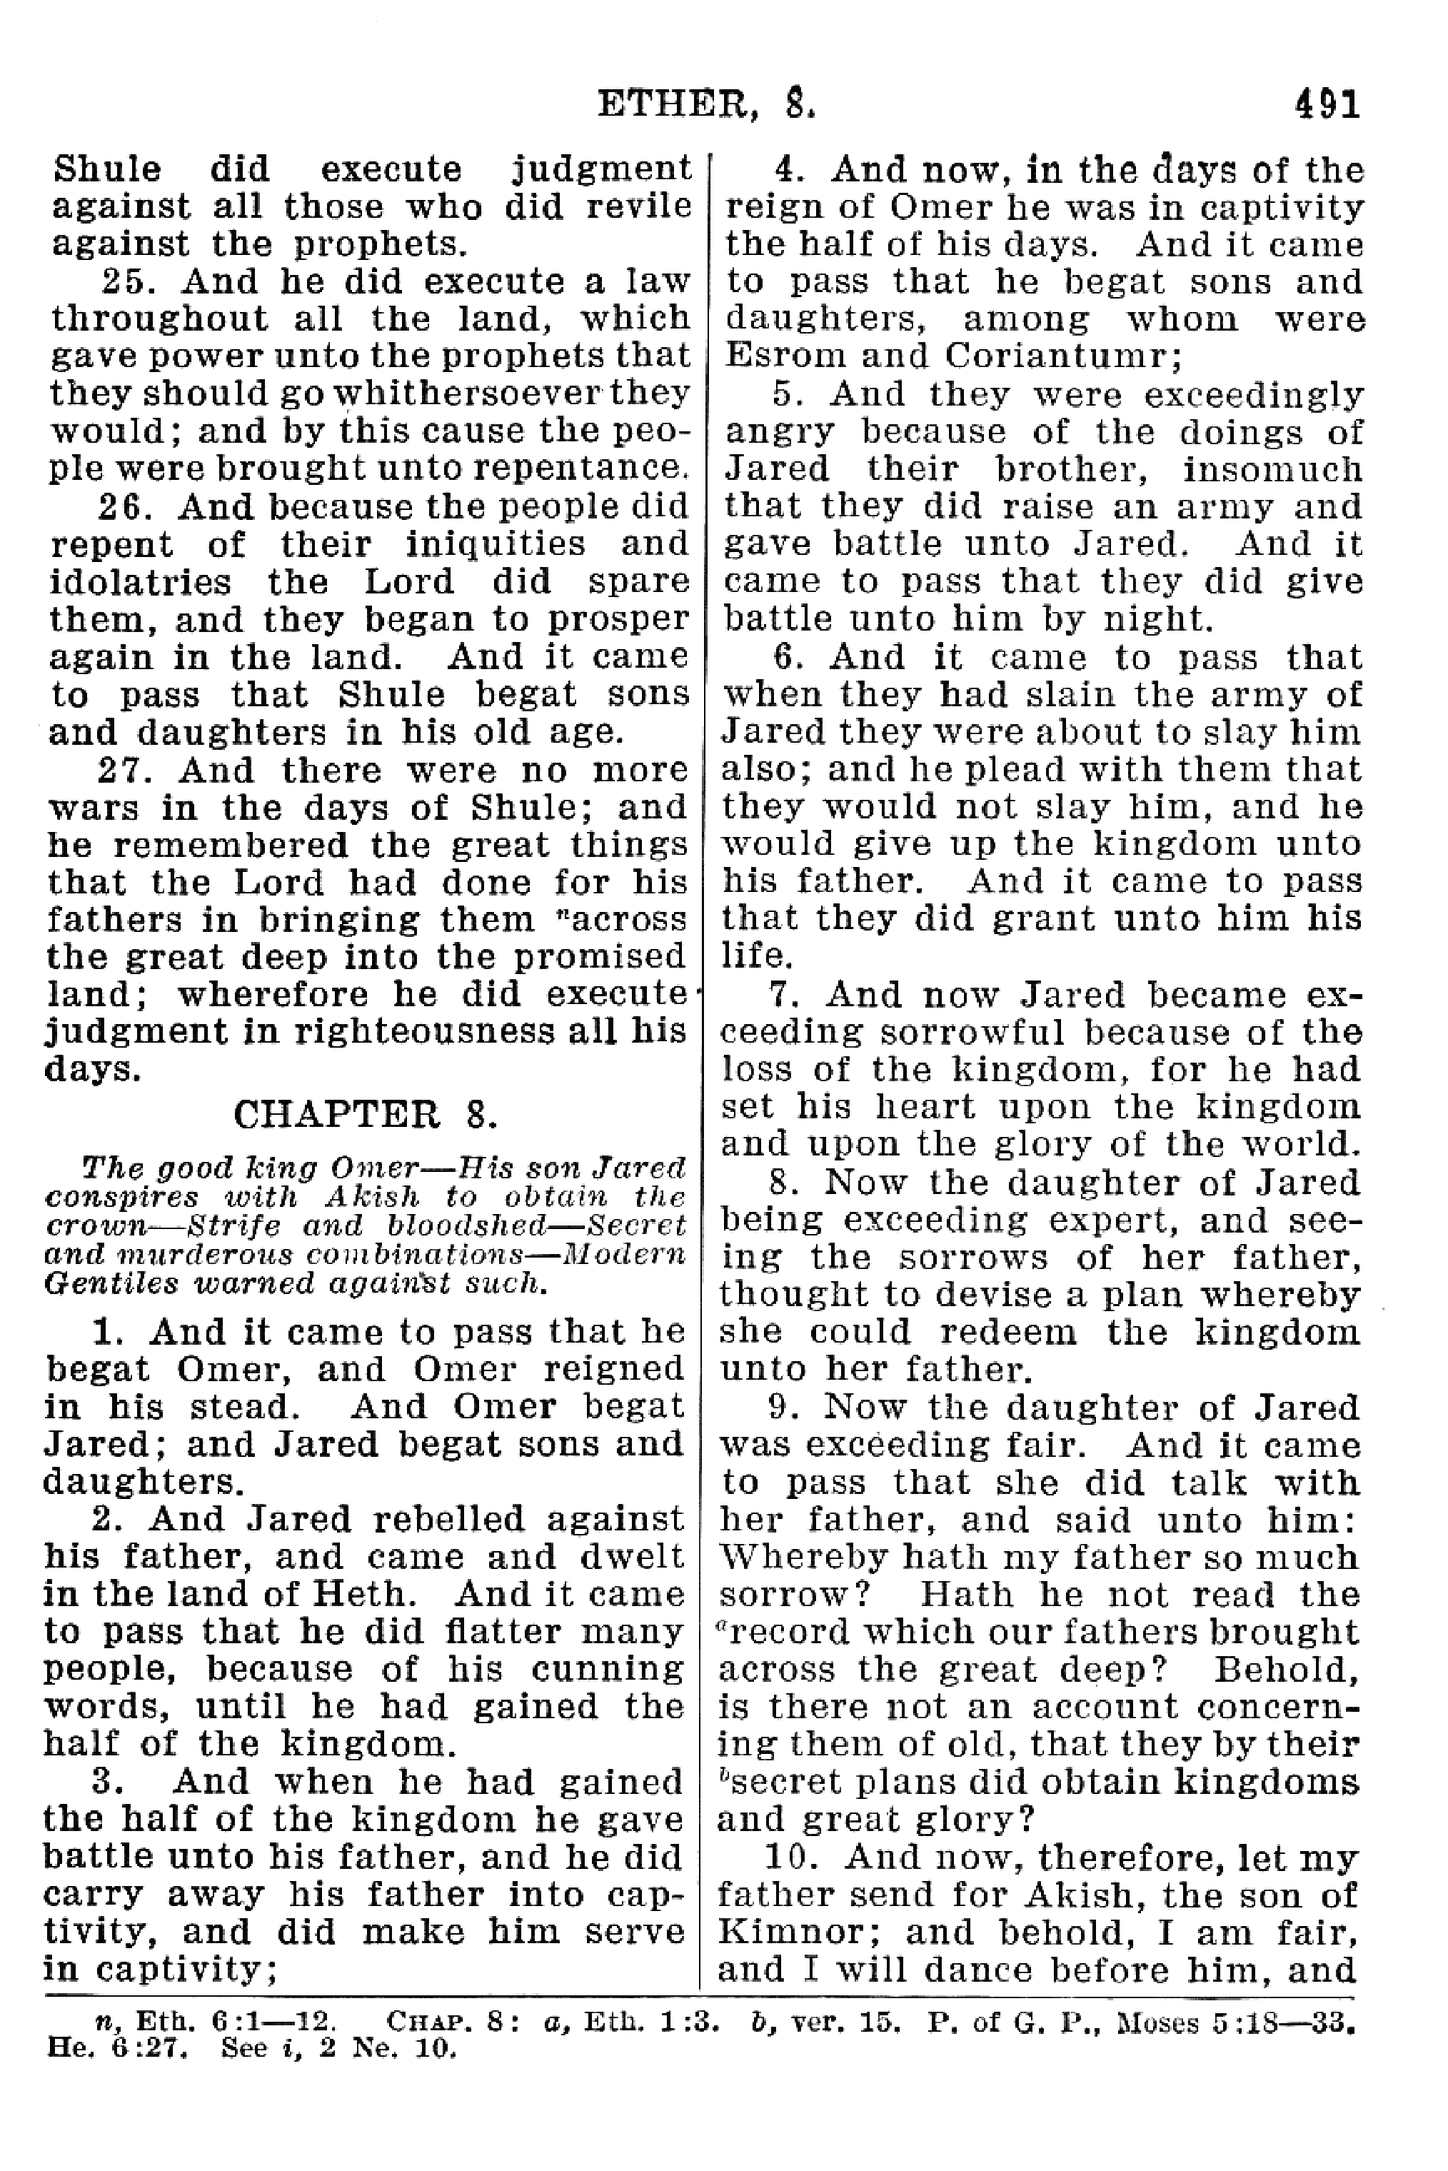 ETHER, 8.
491
Shule did execute judgment
against all those who did revile
against the prophets.
25. And he did execute a law
throughout all the land, which
gave power unto the prophets that
they should go whithersoever they
would; and by this cause the peo-
ple were brought unto repentance.
26. And because the people did
repent of their iniquities and
idolatries the Lord did spare
them, and they began to prosper
again in the land. And it came
to pass that Shule begat sons
and daughters in his old age.
27. And there were no more
wars in the days of Shule; and
he remembered the great things
that the Lord had done for his
fathers in bringing them ⁿacross
the great deep into the promised
land; wherefore he did execute
judgment in righteousness all his
days.
CHAPTER 8.
The good king Omer—His son Jared
conspires with Akish to obtain the
crown—Strife and bloodshed—Secret
and murderous combinations—Modern
Gentiles warned against such.
1. And it came to pass that he
begat Omer, and Omer reigned
in his stead. And Omer begat
Jared; and Jared begat sons and
daughters.
2. And Jared rebelled against
his father, and came and dwelt
in the land of Heth. And it came
to pass that he did flatter many
people, because of his cunning
words, until he had gained the
half of the kingdom.
3. And when he had gained
the half of the kingdom he gave
battle unto his father, and he did
carry away his father into cap-
tivity, and did make him serve
in captivity;
4. And now, in the days of the
reign of Omer he was in captivity
the half of his days. And it came
to pass that he begat sons and
daughters, among whom were
Esrom and Coriantumr;
5. And they were exceedingly
angry because of the doings of
Jared their brother, insomuch
that they did raise an army and
gave battle unto Jared. And it
came to pass that they did give
battle unto him by night.
6. And it came to pass that
when they had slain the army of
Jared they were about to slay him
also; and he plead with them that
they would not slay him, and he
would give up the kingdom unto
his father. And it came to pass
that they did grant unto him his
life.
7. And now Jared became ex-
ceeding sorrowful because of the
loss of the kingdom, for he had
set his heart upon the kingdom
and upon the glory of the world.
8. Now the daughter of Jared
being exceeding expert, and see-
ing the sorrows of her father,
thought to devise a plan whereby
she could redeem the kingdom
unto her father.
9. Now the daughter of Jared
was exceeding fair. And it came
to pass that she did talk with
her father, and said unto him:
Whereby hath my father so much
sorrow? Hath he not read the
ᵃrecord which our fathers brought
across the great deep? Behold,
is there not an account concern-
ing them of old, that they by their
ᵇsecret plans did obtain kingdoms
and great glory?
10. And now, therefore, let my
father send for Akish, the son of
Kimnor; and behold, I am fair,
and I will dance before him, and
n, Eth. 6:1—12. CHAP. 8: a, Eth. 1:3. b, ver. 15. P. of G. P., Moses 5:18—33.
He. 6:27. See i, 2 Ne. 10.